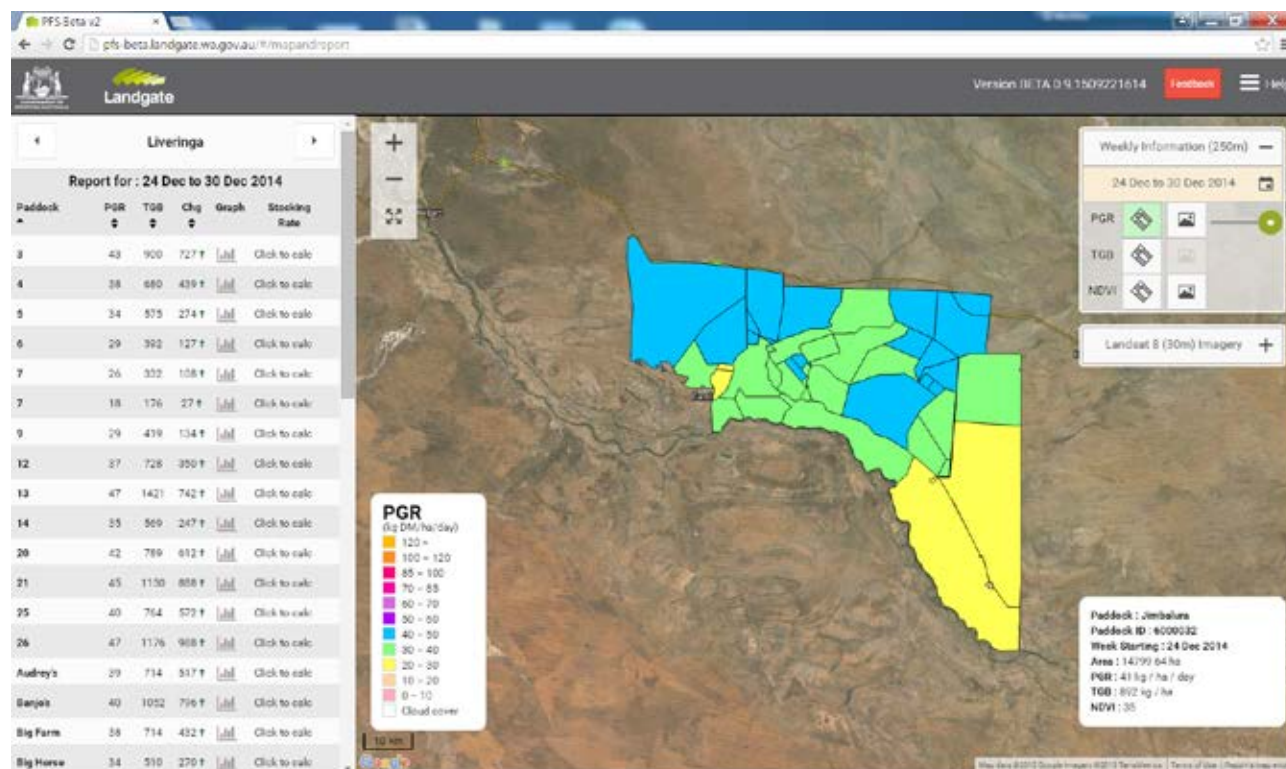 PFS-Beta v2
pfs-beta.landgate.wa.gov.au/#/mapandreport
Landgate
Version BETA 0.9.1509221614
Feedback
Help
Liveringa
Report for : 24 Dec to 30 Dec 2014
Paddock PGR TGB Chg Graph Stocking Rate
3 43 900 727 Click to calc
4 38 680 439 Click to calc
5 34 575 274 Click to calc
6 29 392 127 Click to calc
7 26 332 108 Click to calc
7 18 176 27 Click to calc
9 29 439 134 Click to calc
12 37 728 350 Click to calc
13 47 1421 742 Click to calc
14 35 569 247 Click to calc
20 42 789 612 Click to calc
21 45 1130 Click to calc
25 40 764 572 Click to calc
26 47 1176 Click to calc
Audrey's 39 714 517 Click to calc
Banjo's 40 1052 796 Click to calc
Big Farm 38 714 432 Click to calc
Big Horse 34 510 270 Click to calc
PGR
(kg DM/ha/day)
120 +
100 - 120
85 - 100
70 - 85
60 - 70
50 - 60
40 - 50
30 - 40
20 - 30
10 - 20
0 - 10
Cloud cover
10 km
Google
Weekly Information (250m)
24 Dec to 30 Dec 2014
PGR
TGB
NDVI
Landsat 8 (30m) Imagery
Paddock : Jimbalura
Paddock ID : 6000032
Week Starting : 24 Dec 2014
Area : 14799.64 ha
PGR : 41 kg / ha / day
TGB : 892 kg / ha
NDVI : 35
Terms of Use